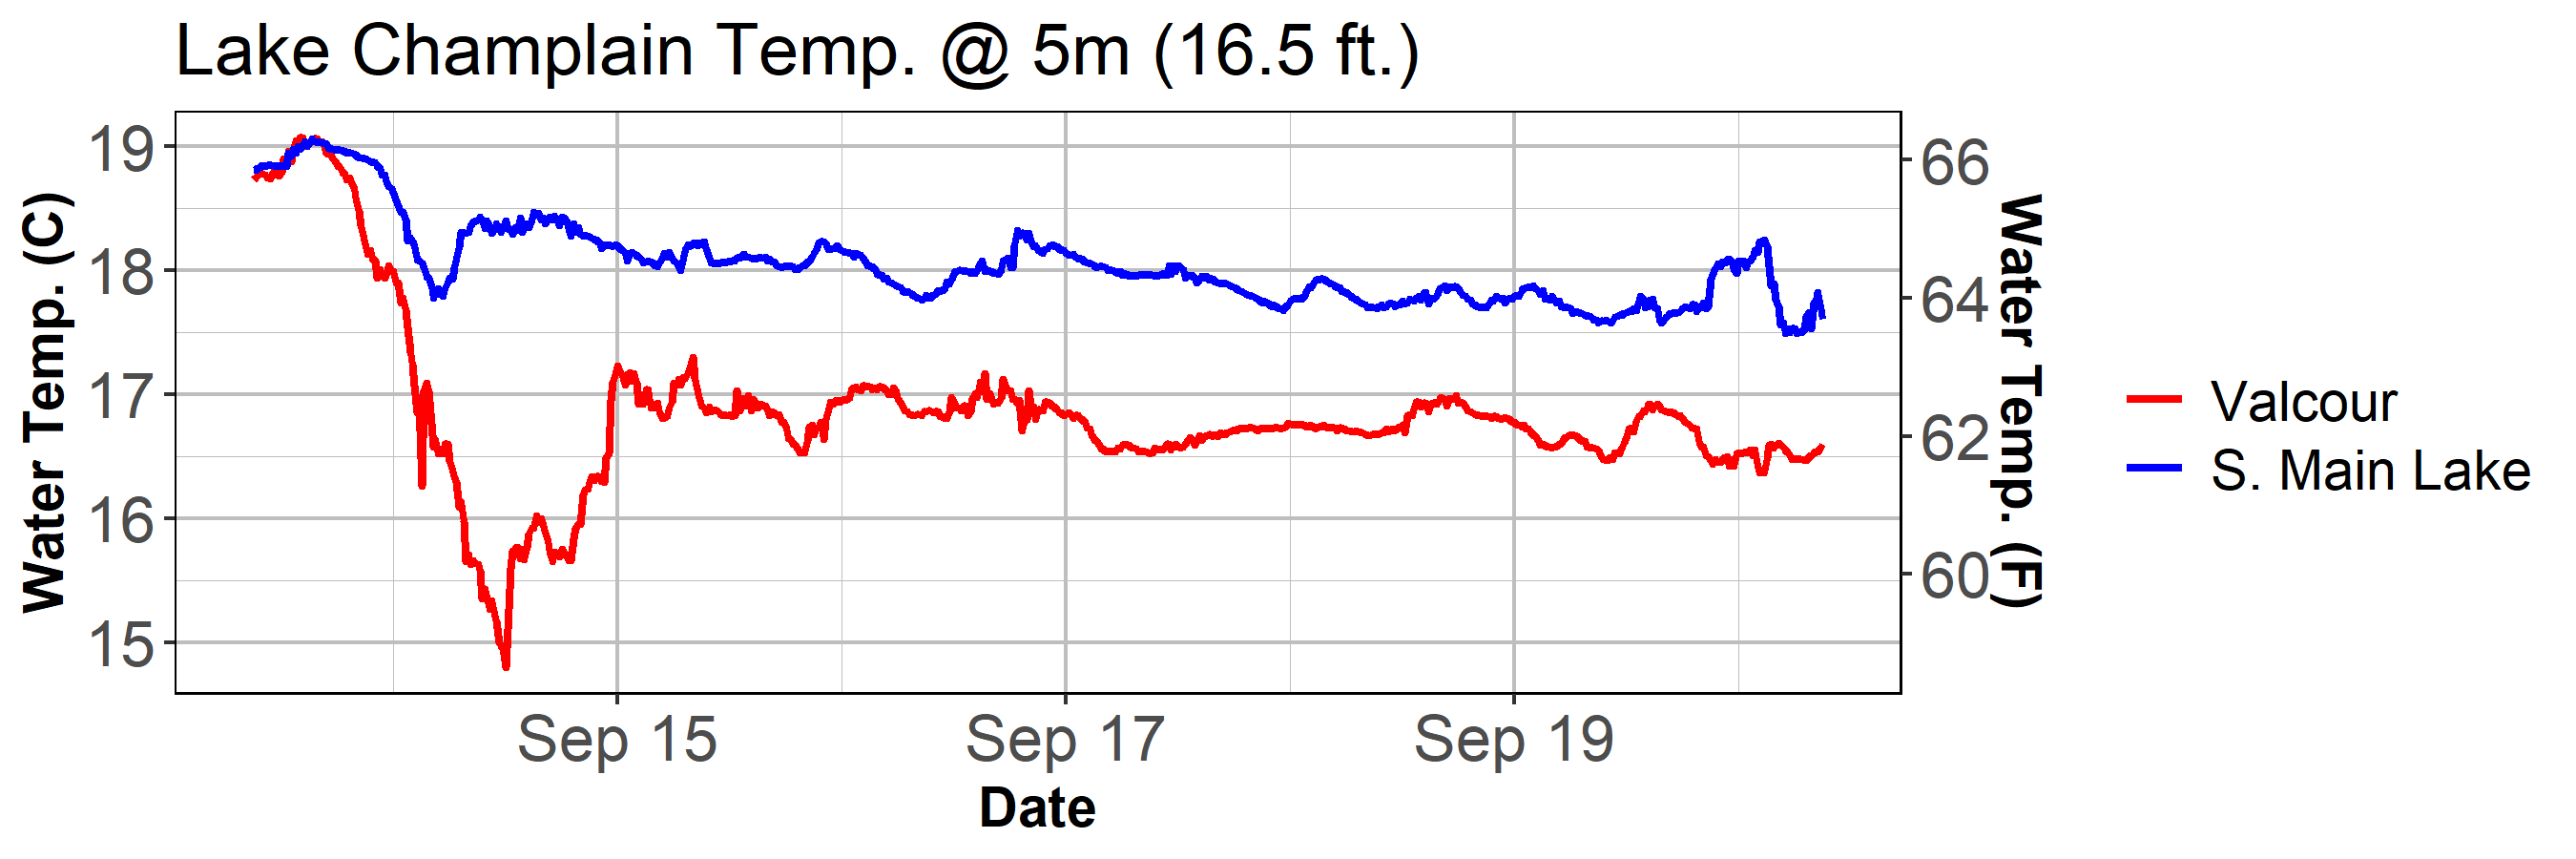 Lake Champlain Temp. @ 5m (16.5 ft.)
Water Temp. (C)
19
18
17
16
15
66
64
62
60
Water Temp. (F)
Sep 15
Sep 17
Sep 19
Date
Valcour
S. Main Lake